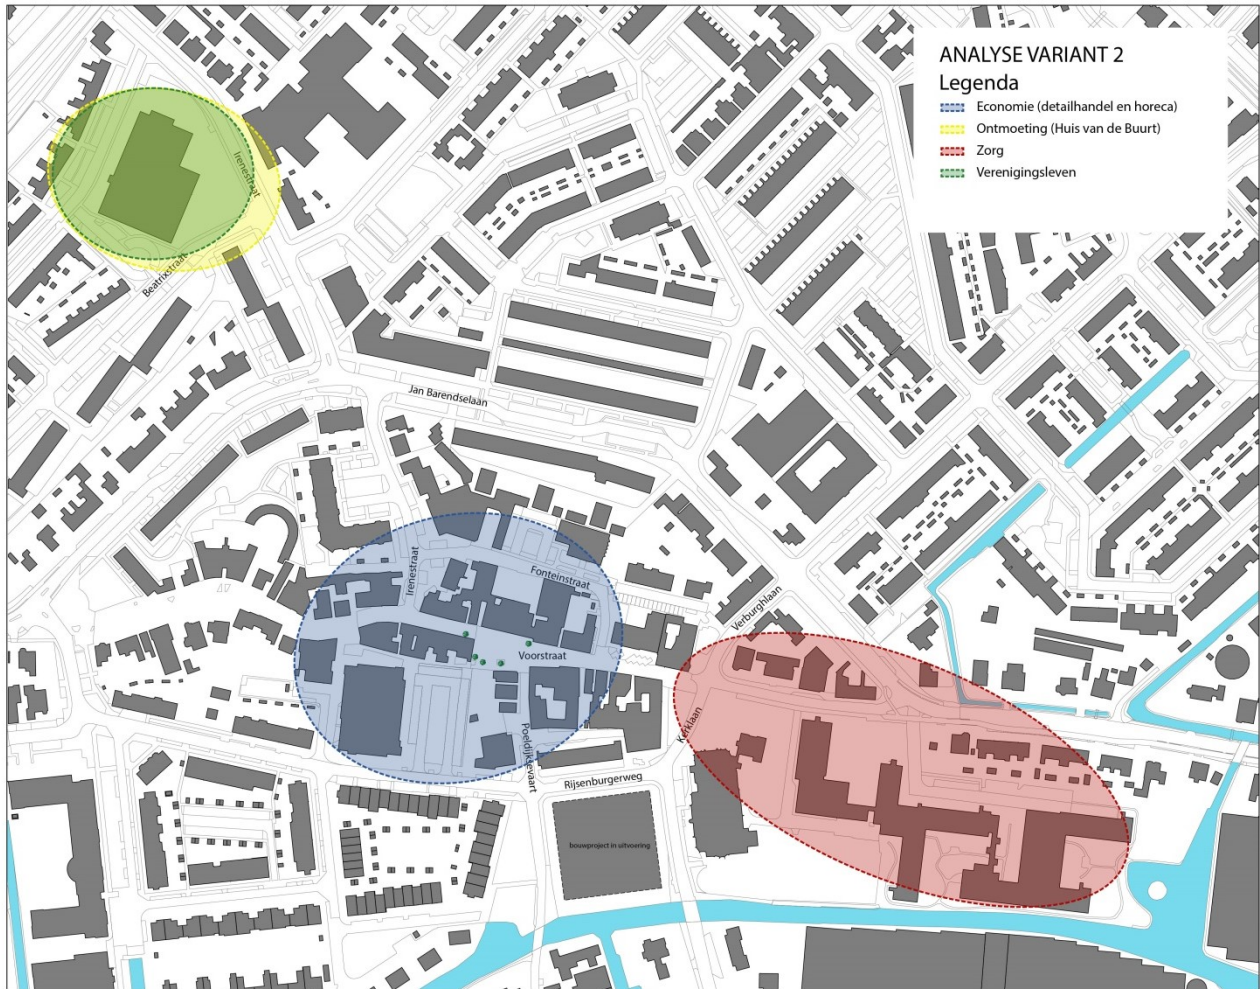 ANALYSE VARIANT 2
Legenda
Economie (detailhandel en horeca)
Ontmoeting (Huis van de Buurt)
Zorg
Verenigingsleven
Irenestraat
Beatrixstraat
Jan Barendselaan
Irenestraat
Fonteinstraat
Verburghlaan
Voorstraat
Kerklaan
Poeldijksevaart
Rijsenburgerweg
bouwproject in uitvoering